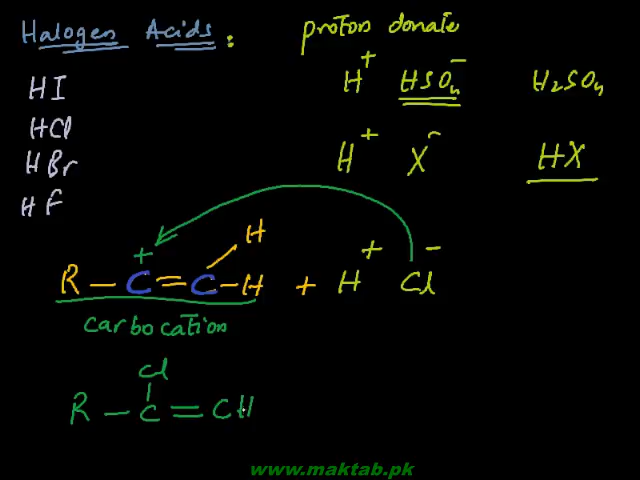 Halogen Acids : proton donate
HI H⁺ HSO₄⁻ H₂SO₄
HCl
HBr H⁺ X⁻ HX
HF
H
R — C⁺ = C — H + H⁺ Cl⁻
carbocation
Cl
R — C = CH
www.maktab.pk